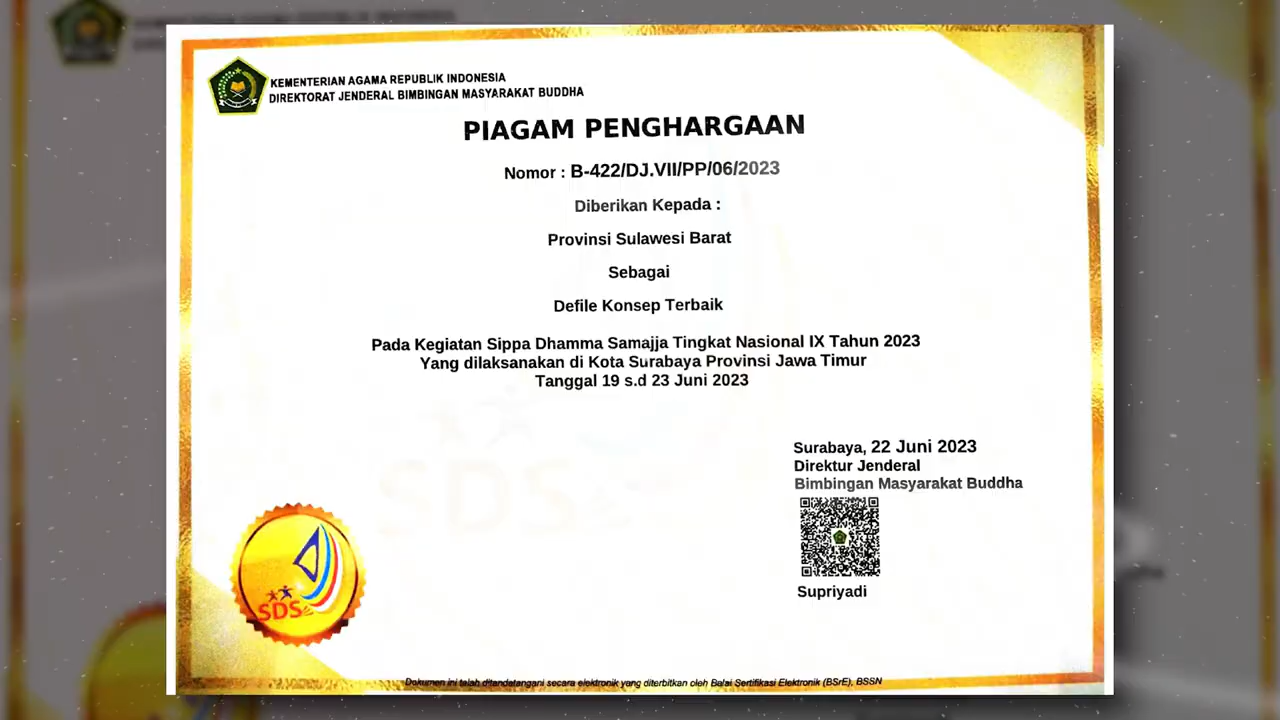 KEMENTERIAN AGAMA REPUBLIK INDONESIA
DIREKTORAT JENDERAL BIMBINGAN MASYARAKAT BUDDHA
PIAGAM PENGHARGAAN
Nomor : B-422/DJ.VII/PP/06/2023
Diberikan Kepada :
Provinsi Sulawesi Barat
Sebagai
Defile Konsep Terbaik
Pada Kegiatan Sippa Dhamma Samajja Tingkat Nasional IX Tahun 2023
Yang dilaksanakan di Kota Surabaya Provinsi Jawa Timur
Tanggal 19 s.d 23 Juni 2023
SDS
Surabaya, 22 Juni 2023
Direktur Jenderal
Bimbingan Masyarakat Buddha
Supriyadi
SDS
Dokumen ini telah ditandatangani secara elektronik yang diterbitkan oleh Balai Sertifikasi Elektronik (BSrE), BSSN